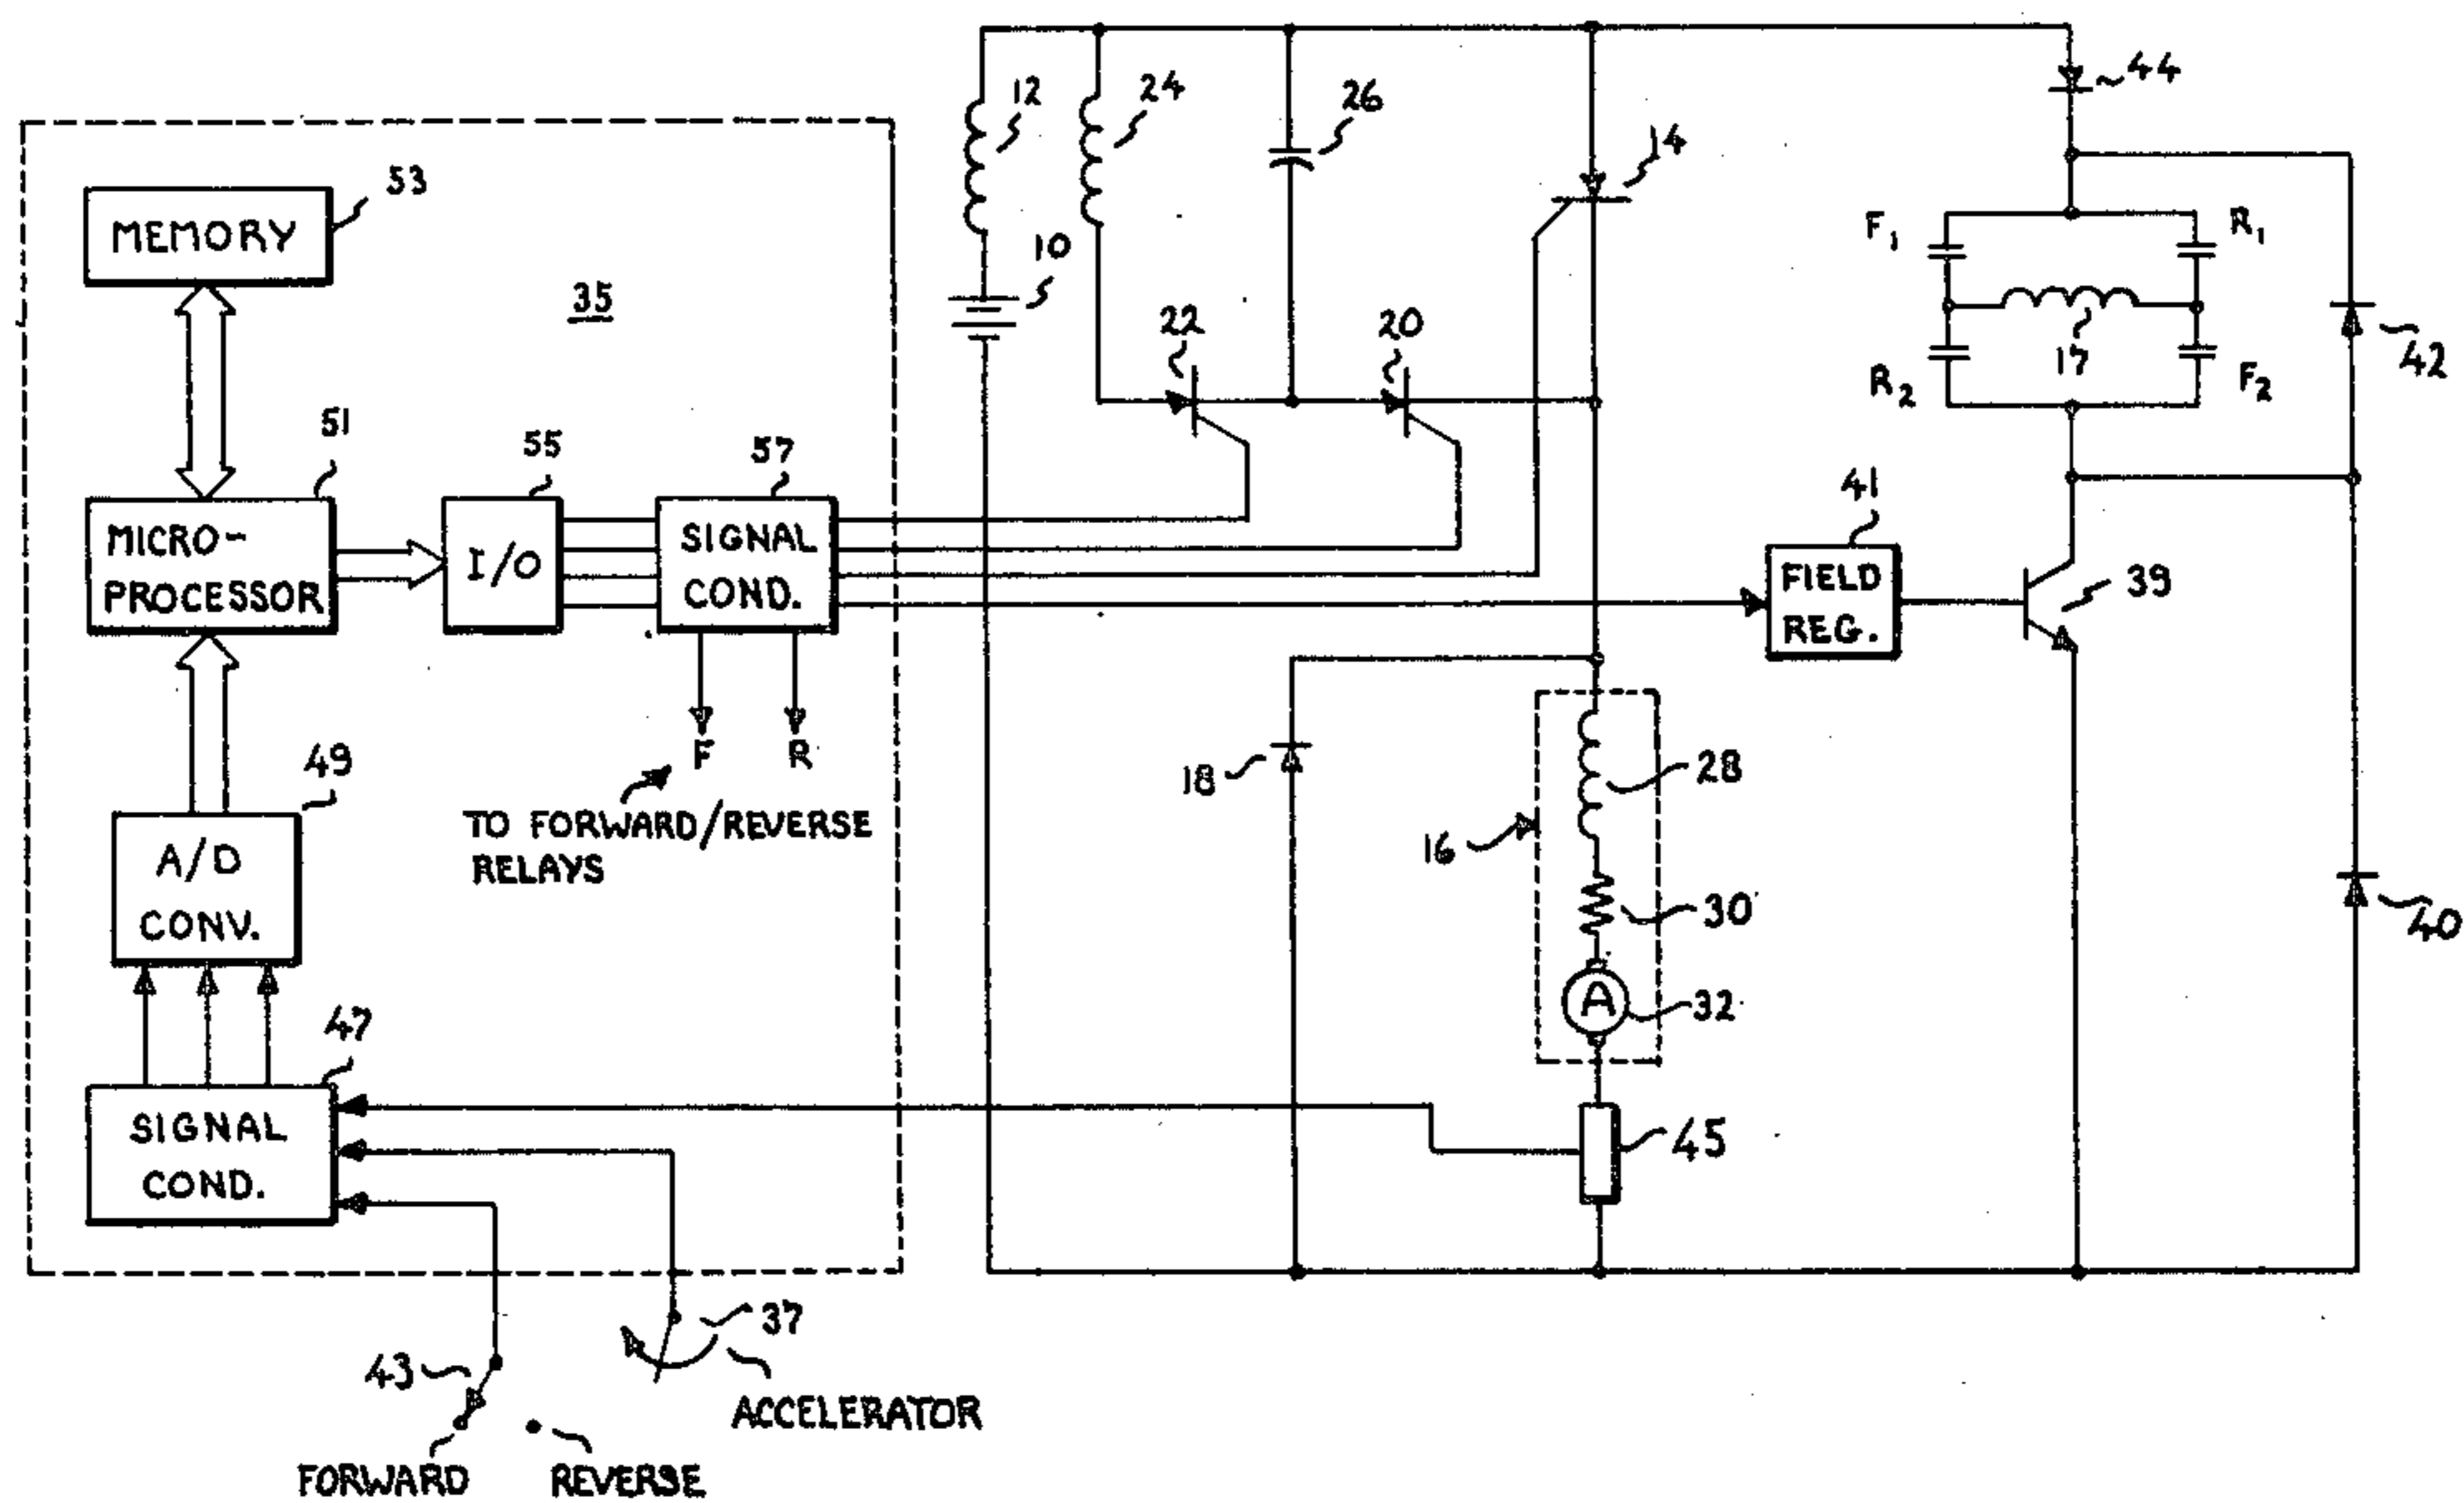 12
24
26
14
44
53
MEMORY
35
10
F1
R1
22
20
17
R2
F2
42
51
55
57
41
MICRO-
PROCESSOR
I/O
SIGNAL
COND.
FIELD
REG.
39
F
R
49
TO FORWARD/REVERSE
RELAYS
18
28
16
A/D
CONV.
30
40
A
32
47
SIGNAL
COND.
45
37
43
ACCELERATOR
FORWARD
REVERSE